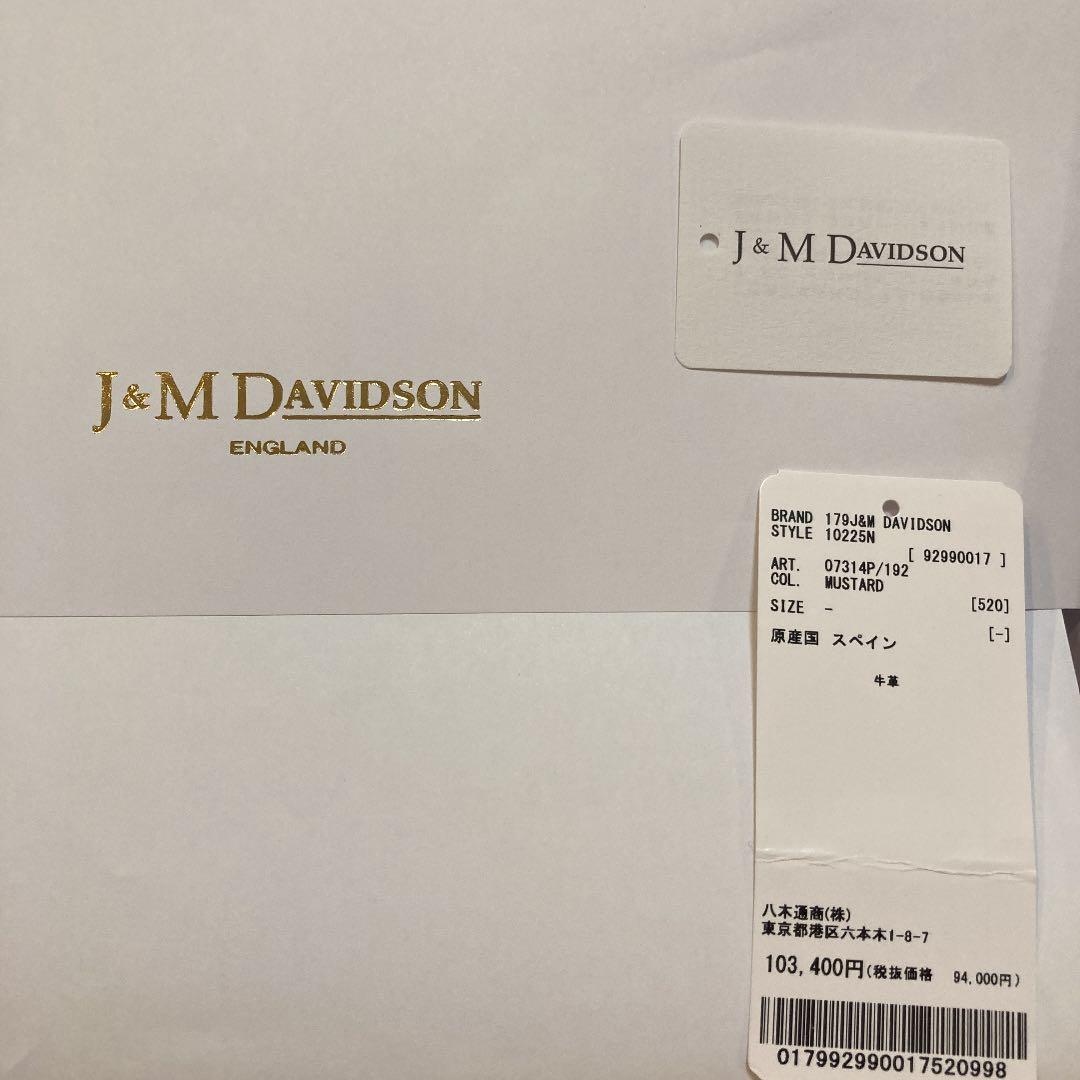 J & M DAVIDSON
J & M DAVIDSON
ENGLAND
BRAND 179J&M DAVIDSON
STYLE 10225N
[ 92990017 ]
ART. 07314P/192
COL. MUSTARD
SIZE - [520]
原産国 スペイン [-]
牛革
八木通商(株)
東京都港区六本木1-8-7
103,400円(税抜価格 94,000円)
017992990017520998